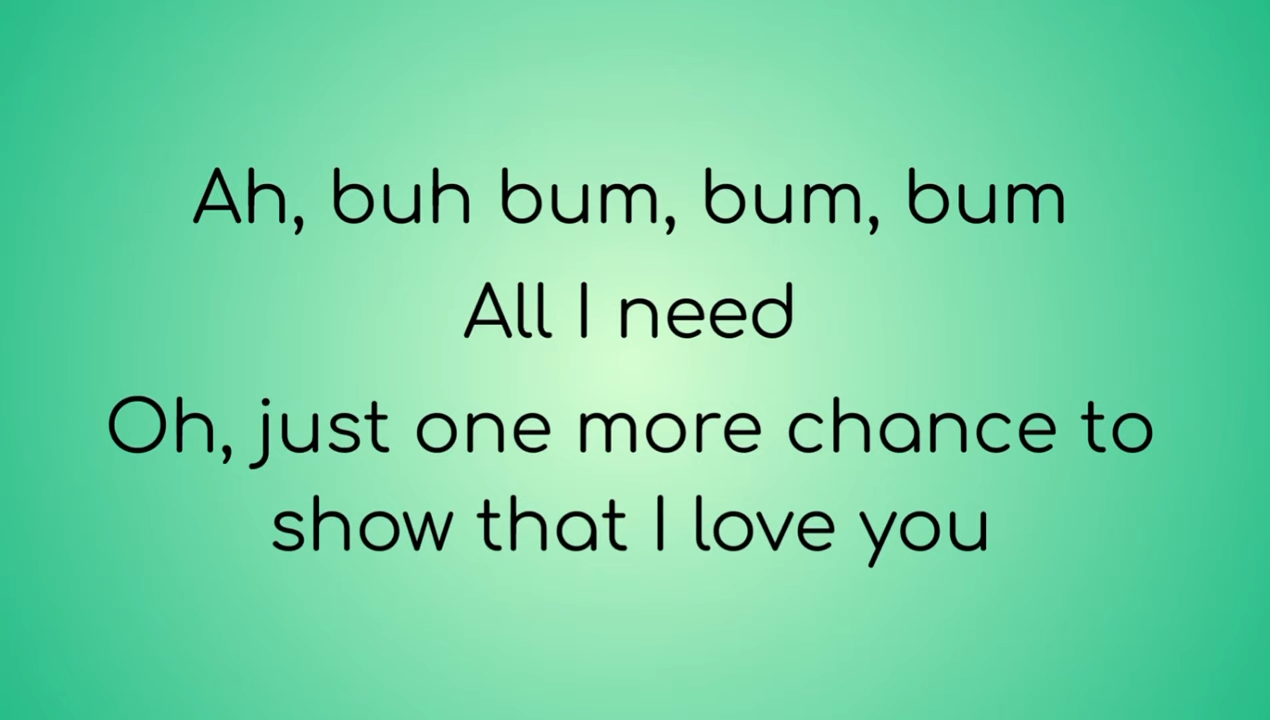 Ah, buh bum, bum, bum
All I need
Oh, just one more chance to
show that I love you